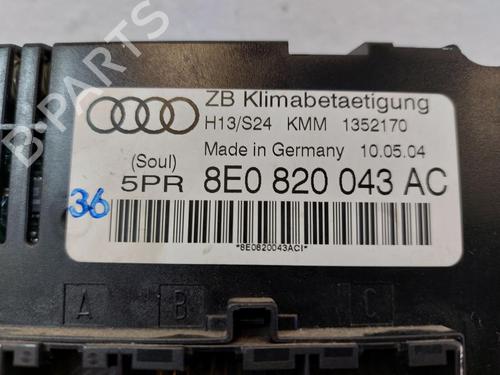 ZB Klimabetaetigung
H13/S24 KMM 1352170
Made in Germany 10.05.04
(Soul)
5PR 8E0 820 043 AC
36
*8E0820043ACI*
A B C